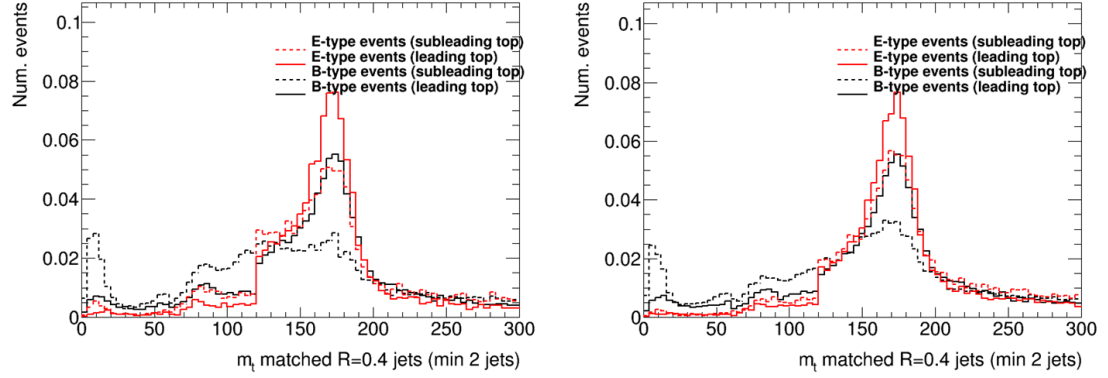 Num. events
0.1
0.08
0.06
0.04
0.02
0
E-type events (subleading top)
E-type events (leading top)
B-type events (subleading top)
B-type events (leading top)
0 50 100 150 200 250 300
m_t matched R=0.4 jets (min 2 jets)
Num. events
0.1
0.08
0.06
0.04
0.02
0
E-type events (subleading top)
E-type events (leading top)
B-type events (subleading top)
B-type events (leading top)
0 50 100 150 200 250 300
m_t matched R=0.4 jets (min 2 jets)